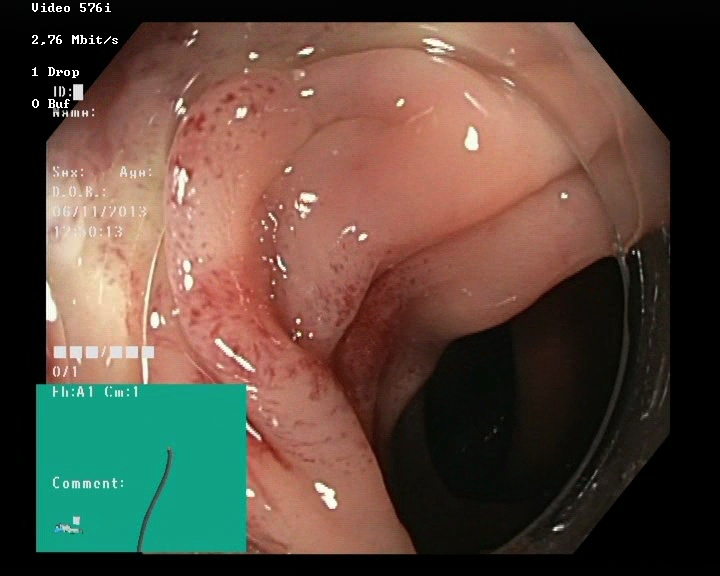 Video 576i
2,76 Mbit/s
1 Drop
ID:
0 Buf
Name:
Sex: Age:
D.O.B.:
06/11/2013
12:50:13
/
0/1
Eh:A1 Cm:1
Comment: